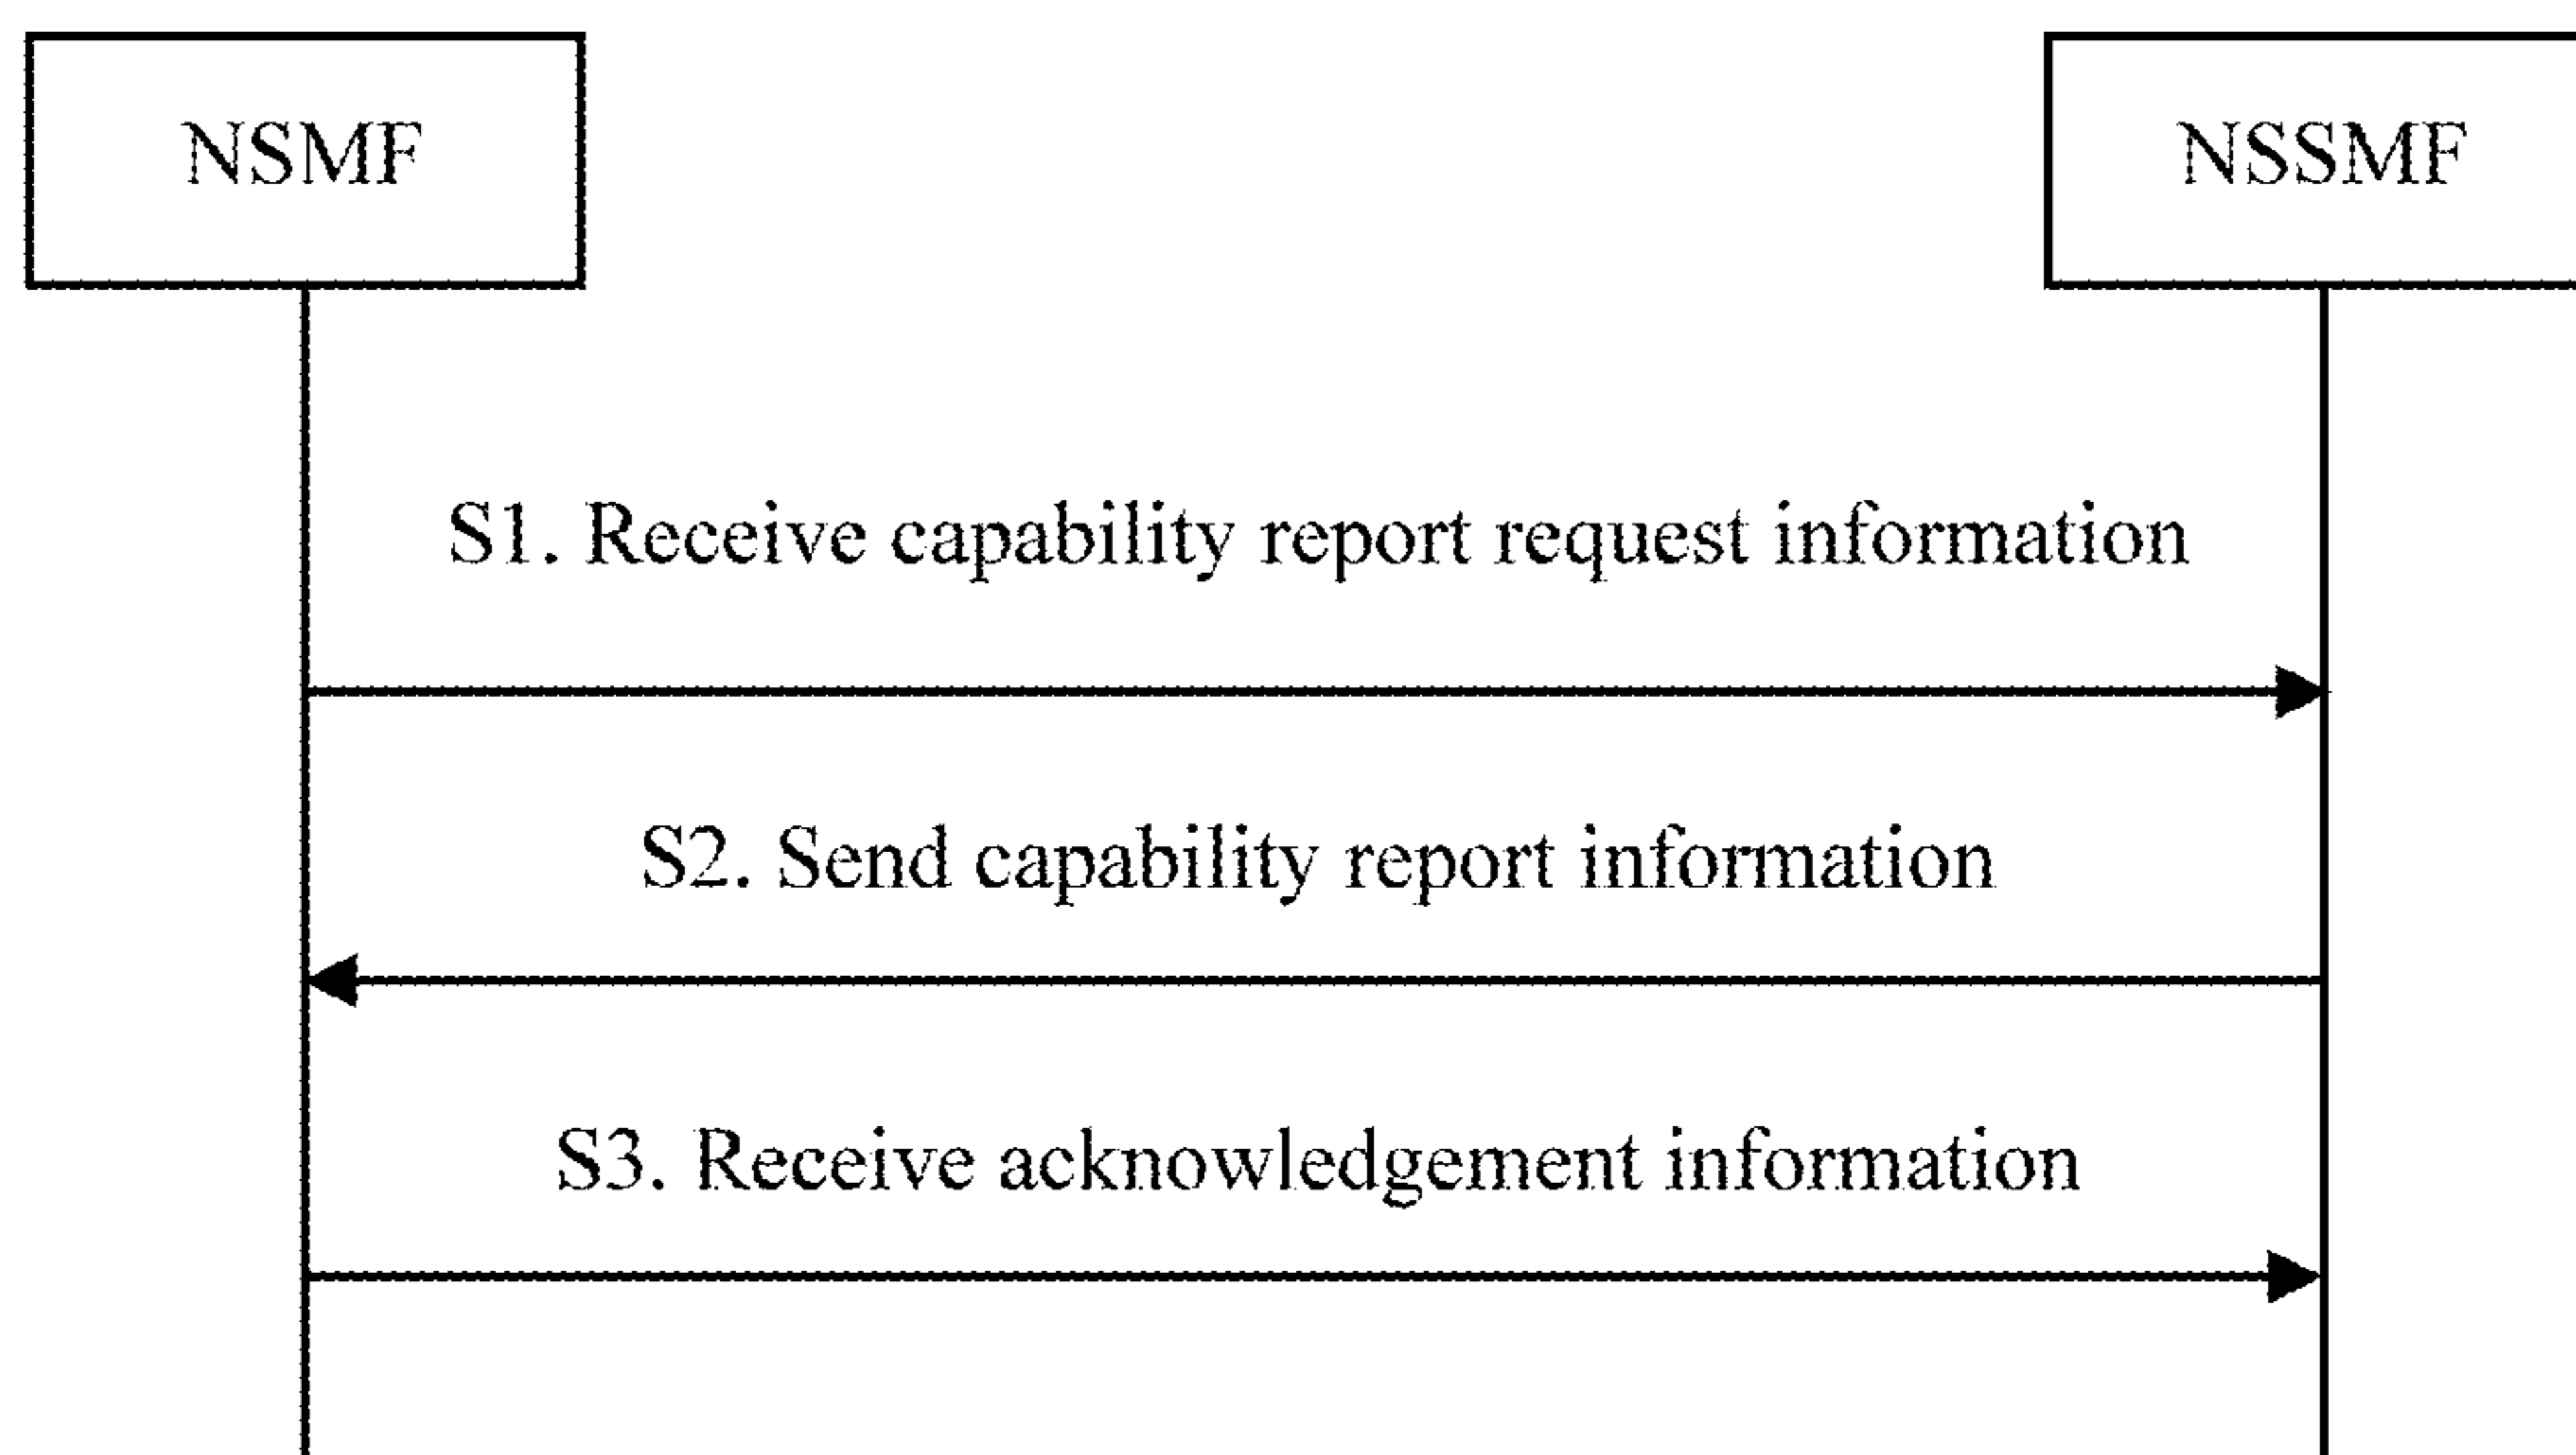 NSMF
NSSMF
S1. Receive capability report request information
S2. Send capability report information
S3. Receive acknowledgement information